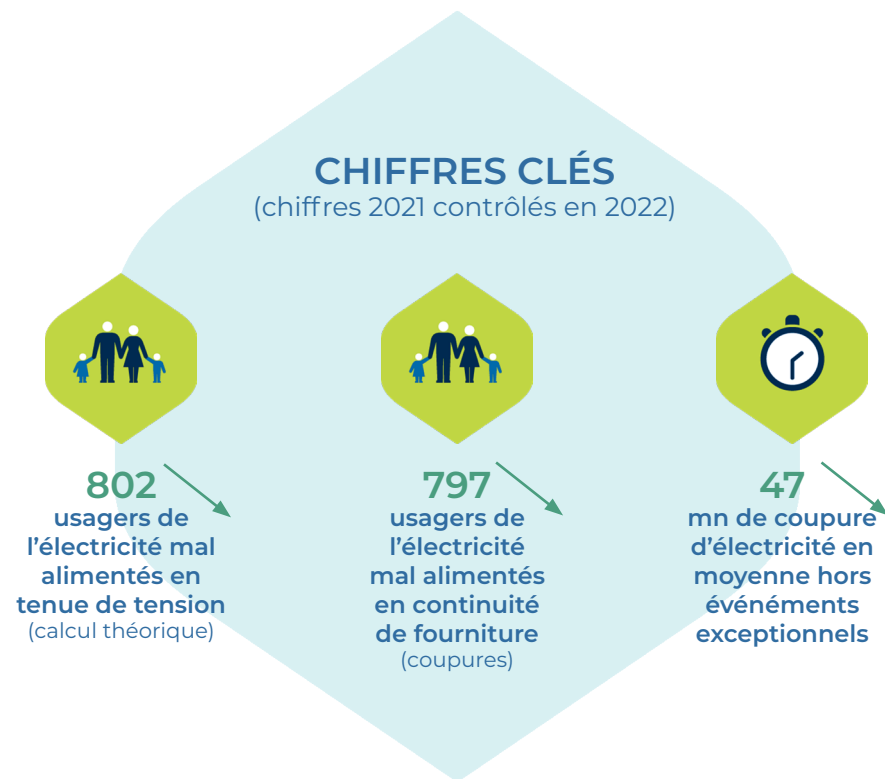 CHIFFRES CLÉS
(chiffres 2021 contrôlés en 2022)
802
usagers de
l'électricité mal
alimentés en
tenue de tension
(calcul théorique)
797
usagers de
l'électricité
mal alimentés
en continuité
de fourniture
(coupures)
47
mn de coupure
d'électricité en
moyenne hors
événéments
exceptionnels